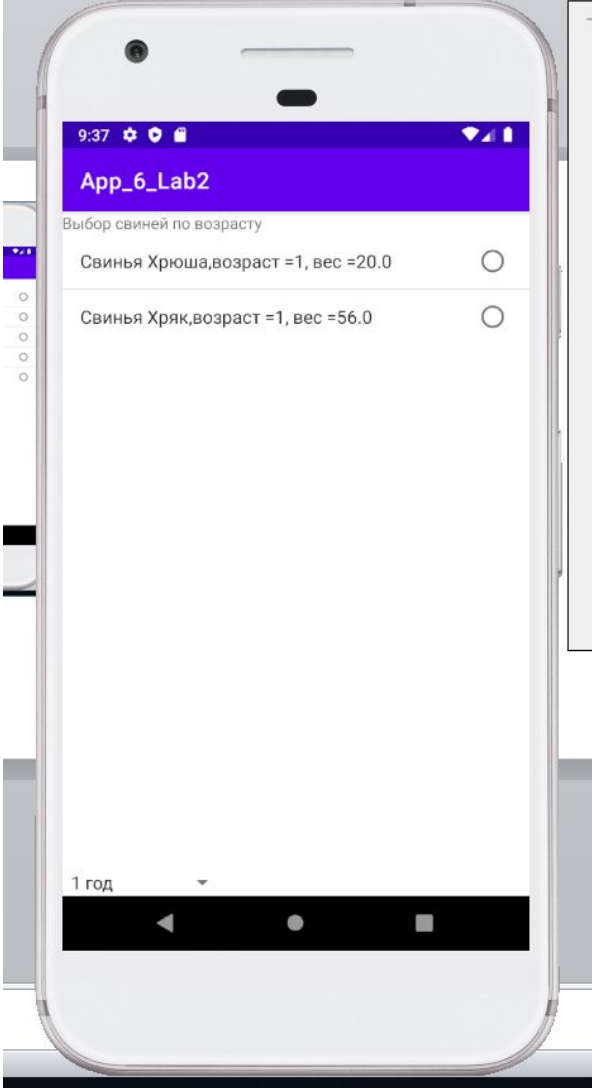 9:37
App_6_Lab2
Выбор свиней по возрасту
Свинья Хрюша,возраст =1, вес =20.0
Свинья Хряк,возраст =1, вес =56.0
1 год